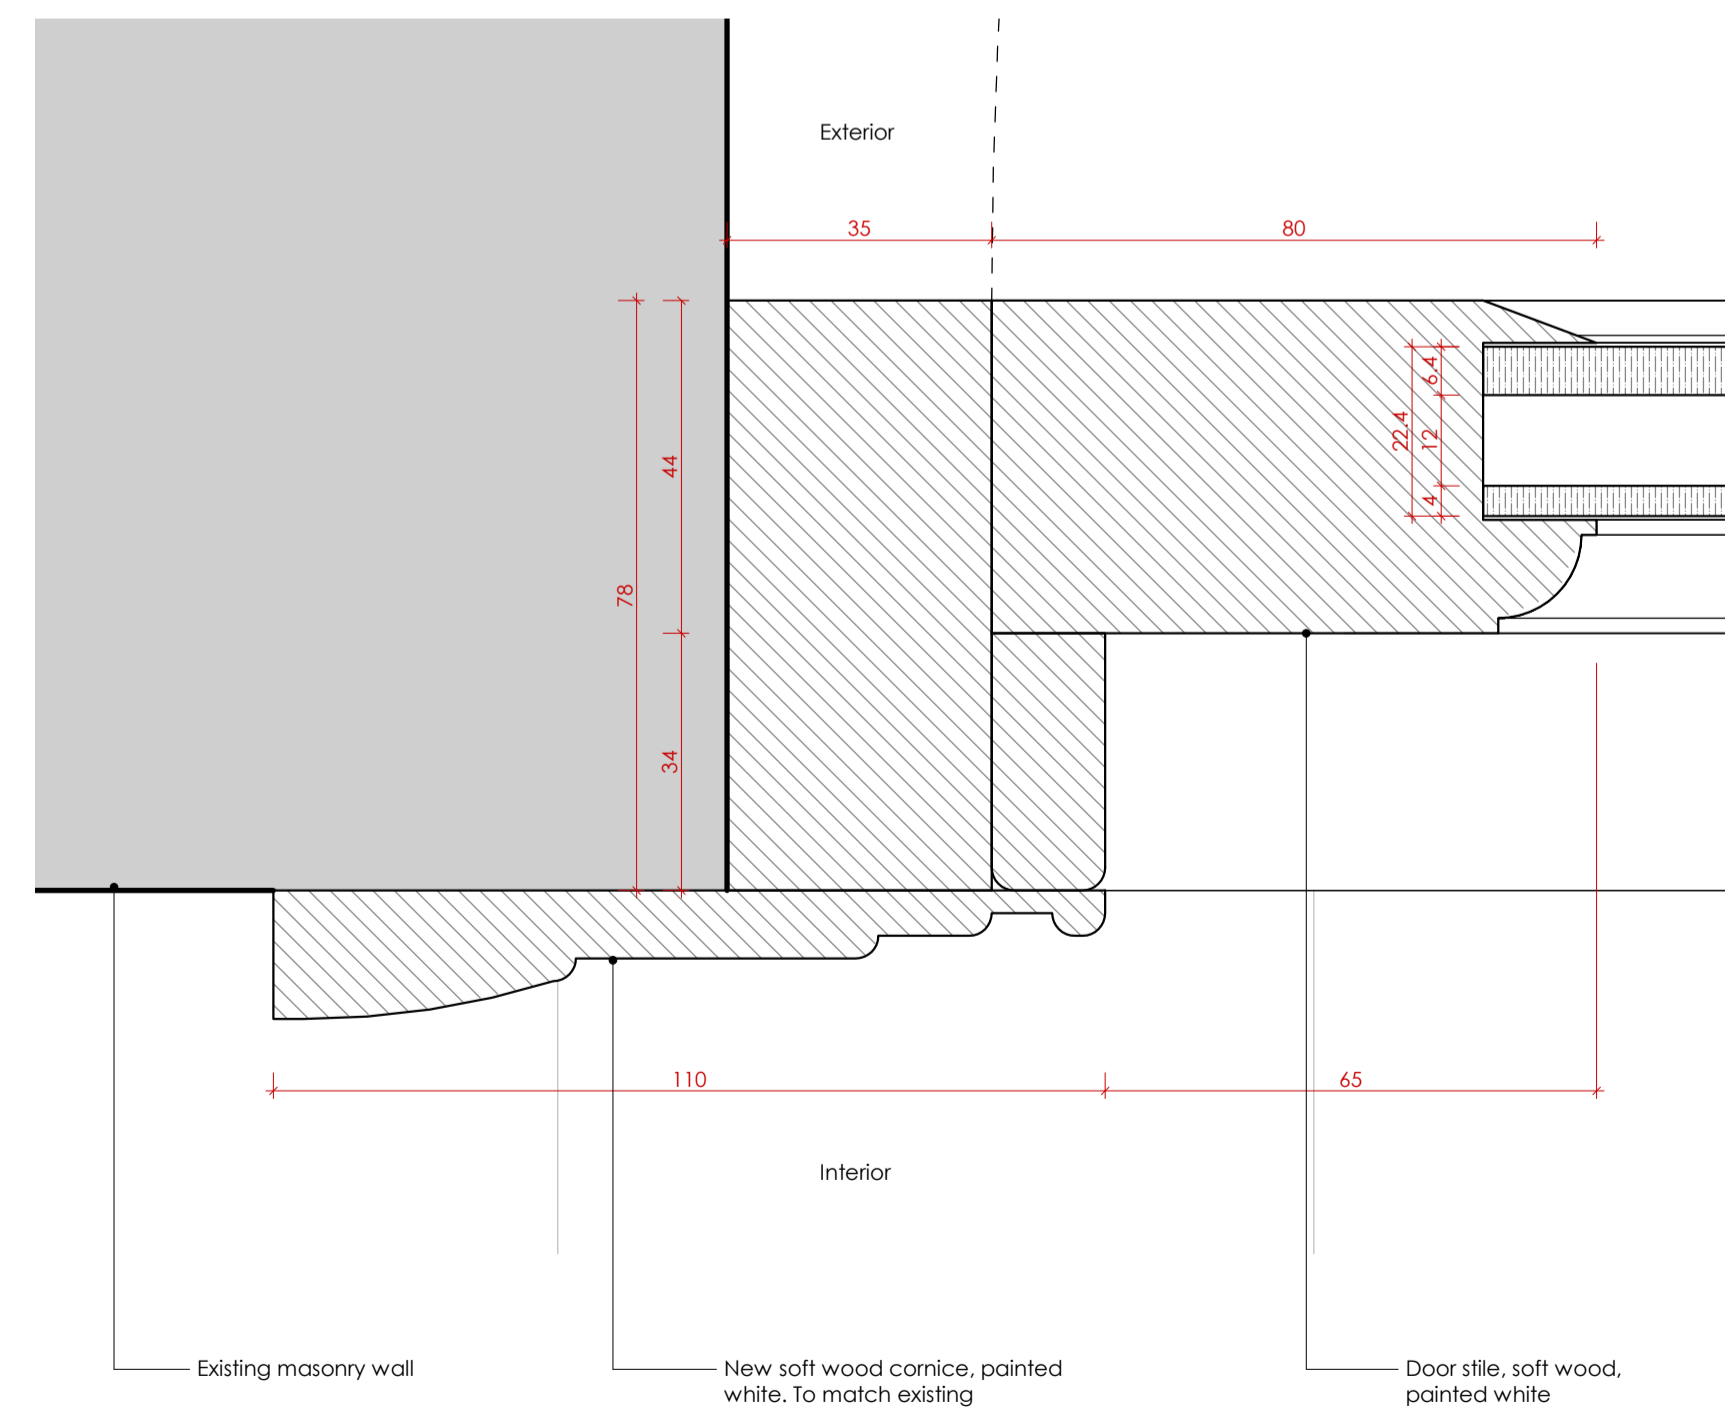 Exterior
35
80
6.4
22.4
12
4
44
78
34
110
65
Interior
Existing masonry wall
New soft wood cornice, painted
white. To match existing
Door stile, soft wood,
painted white